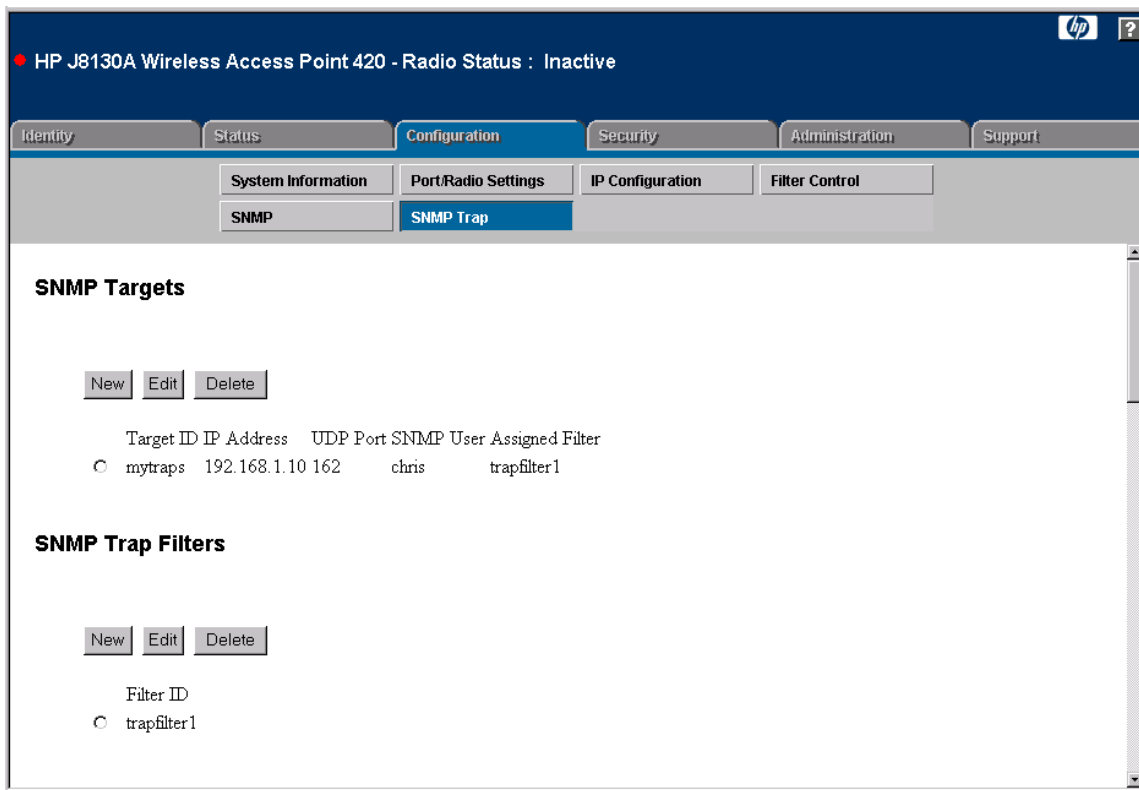 hp ?
HP J8130A Wireless Access Point 420 - Radio Status : Inactive
Identity Status Configuration Security Administration Support
System Information Port/Radio Settings IP Configuration Filter Control
SNMP SNMP Trap
SNMP Targets
New Edit Delete
Target ID IP Address UDP Port SNMP User Assigned Filter
mytraps 192.168.1.10 162 chris trapfilter1
SNMP Trap Filters
New Edit Delete
Filter ID
trapfilter1